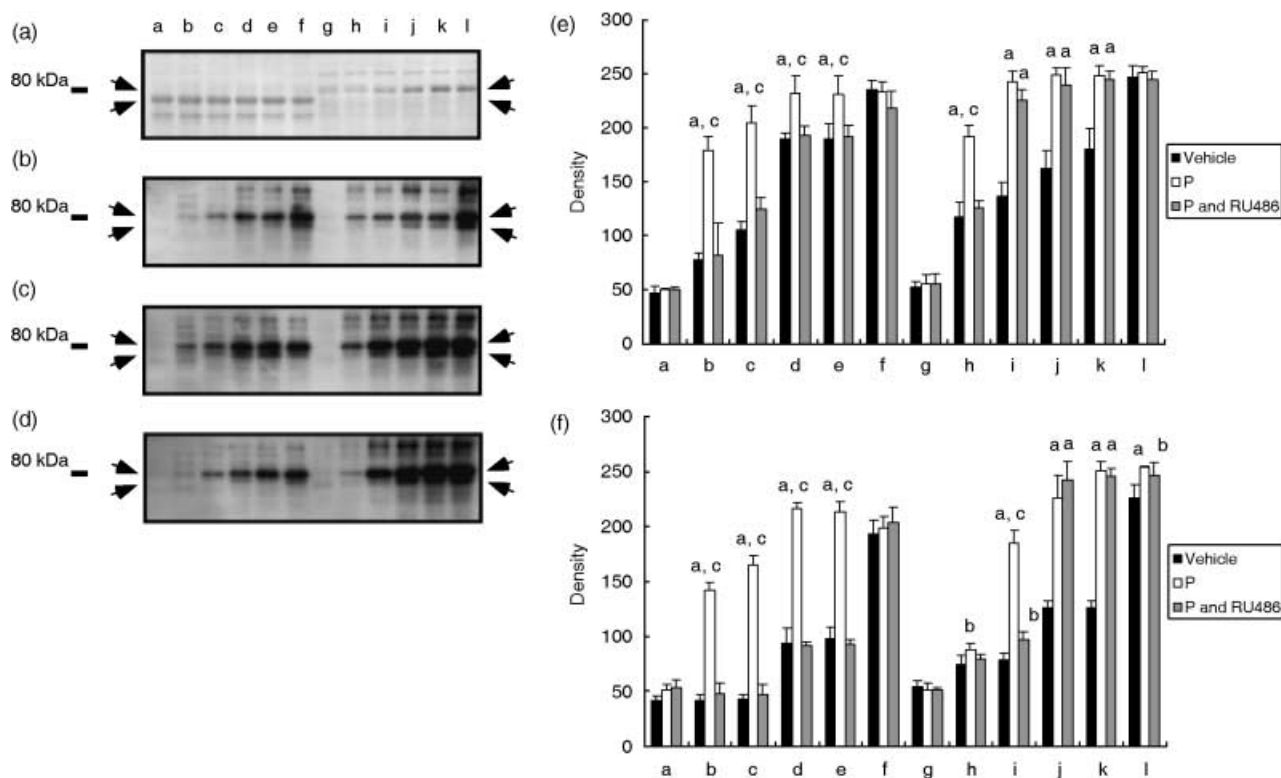 (a)
a b c d e f g h i j k l
80 kDa
(b)
80 kDa
(c)
80 kDa
(d)
80 kDa
(e)
300
250
200
150
100
50
0
Density
a, c a, c a, c a, c a, c a a a a a a
a b c d e f g h i j k l
Vehicle
P
P and RU486
(f)
300
250
200
150
100
50
0
Density
a, c a, c a, c a, c b a, c b a a a a a b
a b c d e f g h i j k l
Vehicle
P
P and RU486